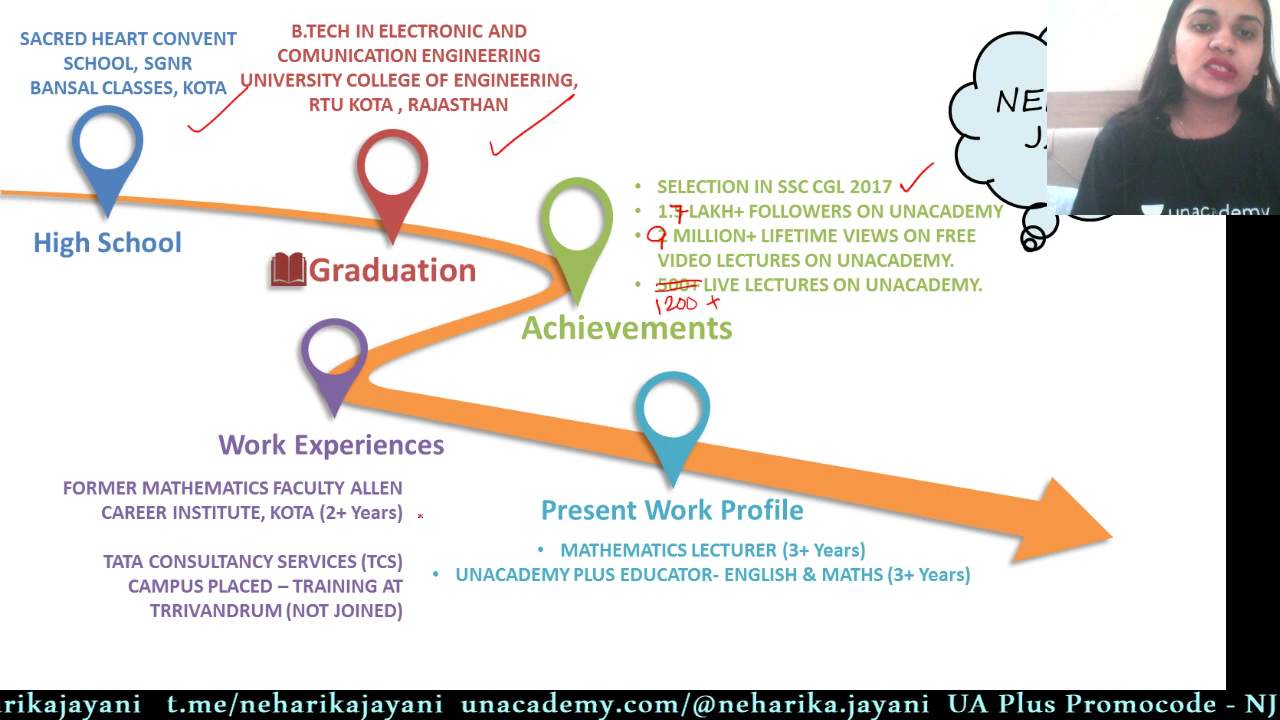 SACRED HEART CONVENT
SCHOOL, SGNR
BANSAL CLASSES, KOTA
High School
B.TECH IN ELECTRONIC AND
COMUNICATION ENGINEERING
UNIVERSITY COLLEGE OF ENGINEERING,
RTU KOTA , RAJASTHAN
Graduation
• SELECTION IN SSC CGL 2017
• 1.7 LAKH+ FOLLOWERS ON UNACADEMY
• 9 MILLION+ LIFETIME VIEWS ON FREE
VIDEO LECTURES ON UNACADEMY.
• 500+ LIVE LECTURES ON UNACADEMY.
1200 +
Achievements
Work Experiences
FORMER MATHEMATICS FACULTY ALLEN
CAREER INSTITUTE, KOTA (2+ Years)
TATA CONSULTANCY SERVICES (TCS)
CAMPUS PLACED – TRAINING AT
TRRIVANDRUM (NOT JOINED)
Present Work Profile
• MATHEMATICS LECTURER (3+ Years)
• UNACADEMY PLUS EDUCATOR- ENGLISH & MATHS (3+ Years)
unacademy
rikajayani t.me/neharikajayani unacademy.com/@neharika.jayani UA Plus Promocode - NJ